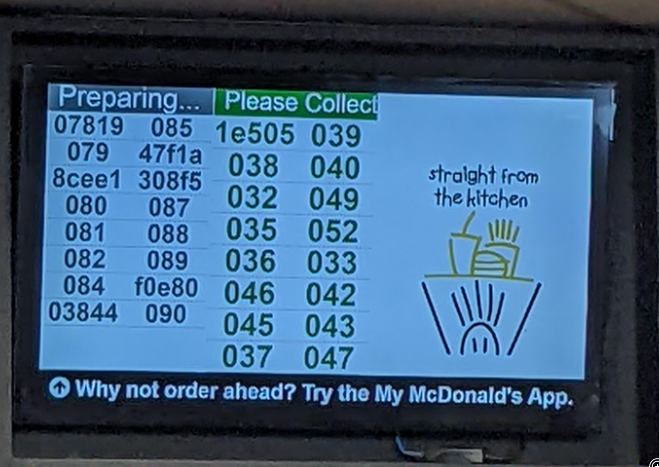 Preparing... Please Collect
07819 085 1e505 039
079 47f1a 038 040
8cee1 308f5 032 049
080 087 035 052
081 088 036 033
082 089 046 042
084 f0e80 045 043
03844 090 037 047
straight from
the kitchen
Why not order ahead? Try the My McDonald's App.